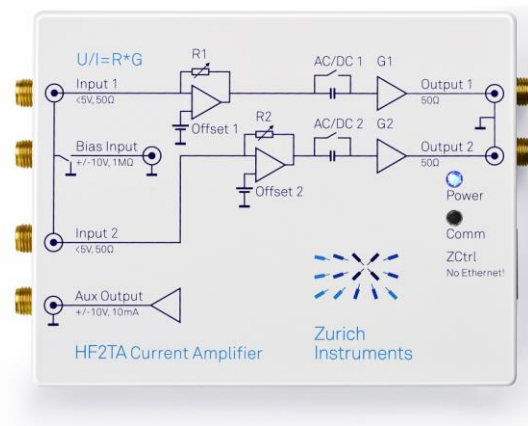 U/I=R*G
R1
AC/DC 1
G1
Input 1
<5V, 50Ω
Output 1
50Ω
Offset 1
R2
AC/DC 2
G2
Bias Input
+/-10V, 1MΩ
Output 2
50Ω
Offset 2
Power
Input 2
<5V, 50Ω
Comm
ZCtrl
No Ethernet!
Aux Output
+/-10V, 10mA
HF2TA Current Amplifier
Zurich
Instruments